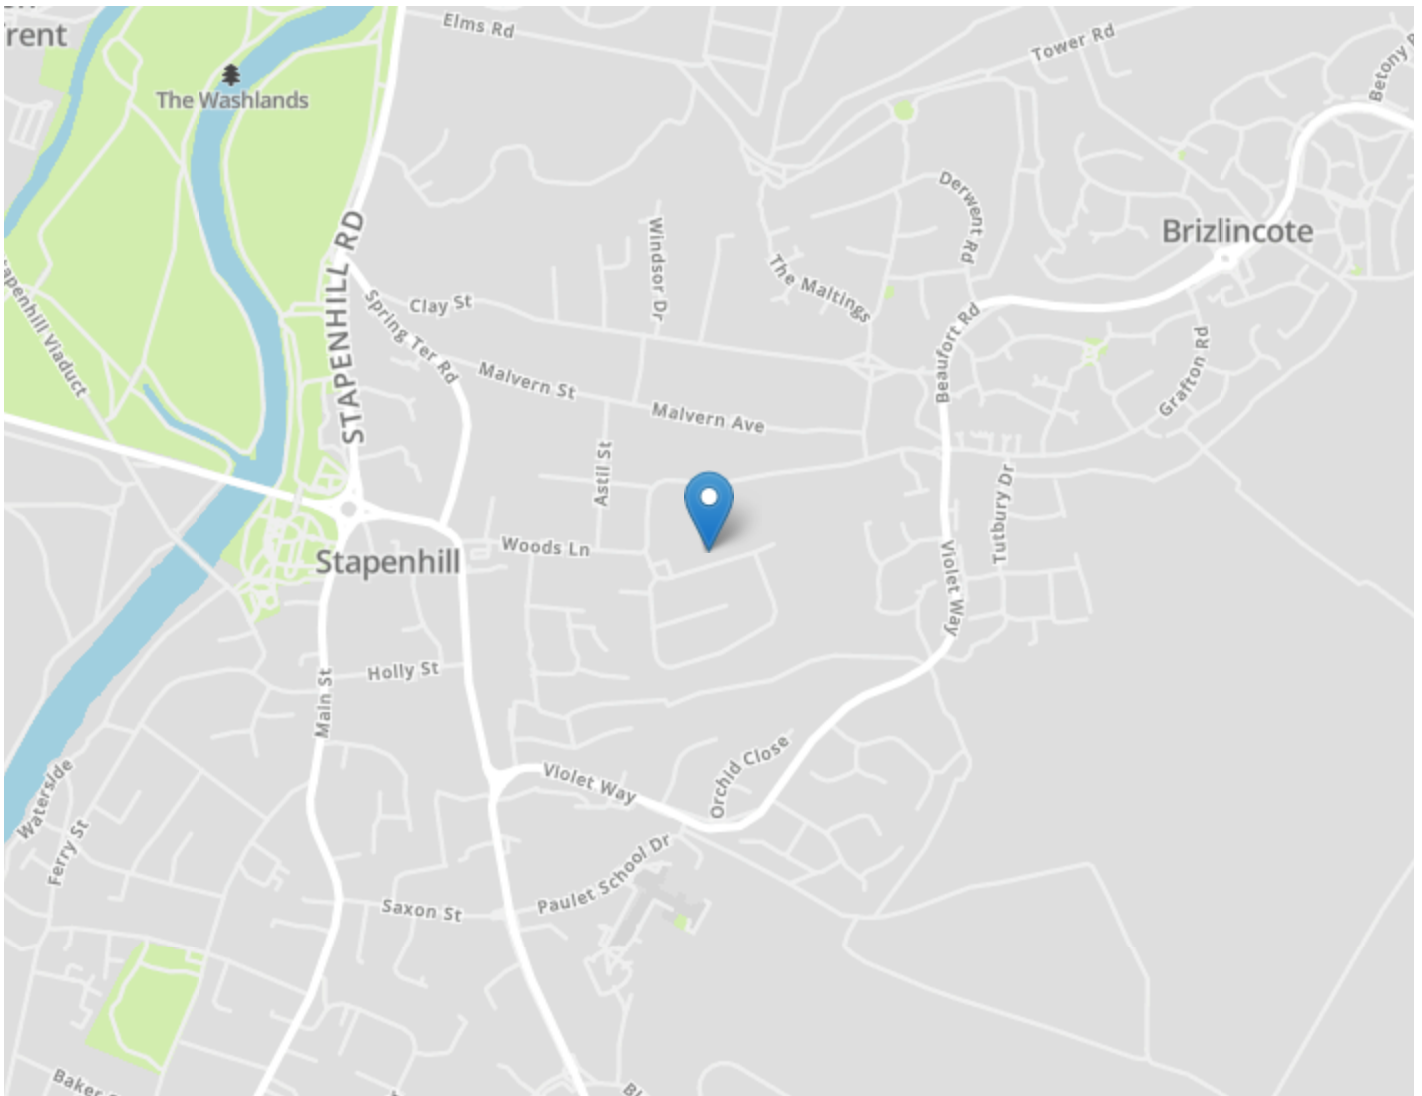 rent
The Washlands
Elms Rd
Tower Rd
Betony R
Derwent Rd
Brizlincote
Windsor Dr
The Maltings
STAPENHILL RD
Clay St
Spring Ter Rd
apenhill Viaduct
Beaufort Rd
Grafton Rd
Malvern St
Malvern Ave
Astil St
Tutbury Dr
Woods Ln
Stapenhill
Violet Way
Holly St
Main St
Orchid Close
Violet Way
Waterside
Ferry St
Paulet School Dr
Saxon St
Baker